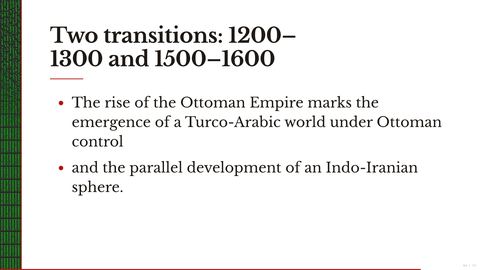 Two transitions: 1200–
1300 and 1500–1600
The rise of the Ottoman Empire marks the
emergence of a Turco-Arabic world under Ottoman
control
and the parallel development of an Indo-Iranian
sphere.